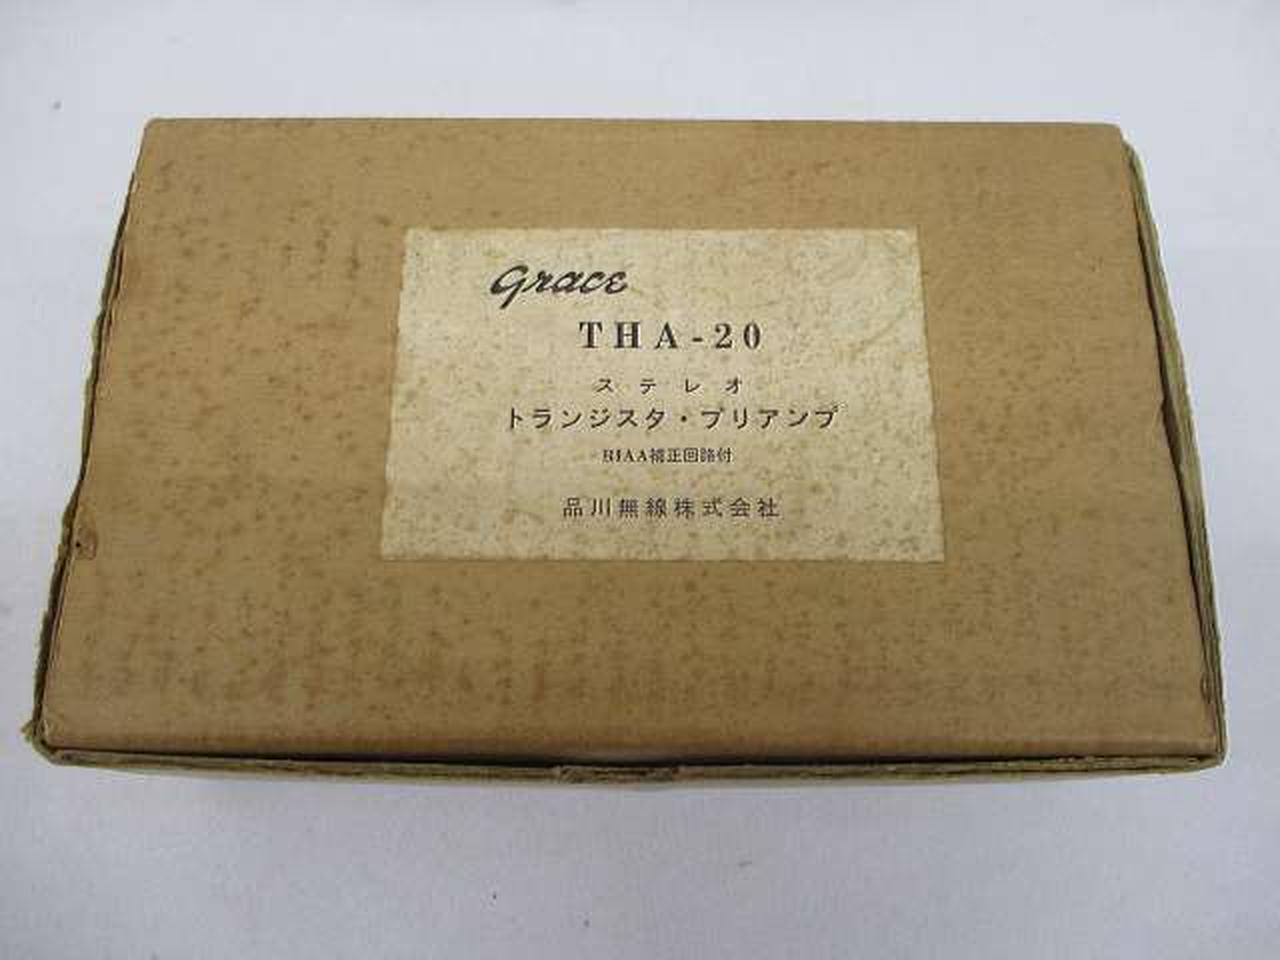 Grace
THA-20
ステレオ
トランジスタ・プリアンプ
RIAA補正回路付
品川無線株式会社